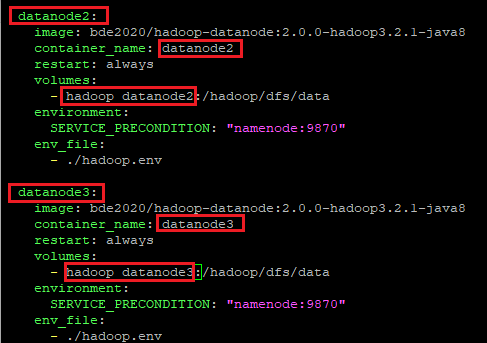 datanode2:
image: bde2020/hadoop-datanode:2.0.0-hadoop3.2.1-java8
container_name: datanode2
restart: always
volumes:
- hadoop_datanode2:/hadoop/dfs/data
environment:
SERVICE_PRECONDITION: "namenode:9870"
env_file:
- ./hadoop.env
datanode3:
image: bde2020/hadoop-datanode:2.0.0-hadoop3.2.1-java8
container_name: datanode3
restart: always
volumes:
- hadoop_datanode3:/hadoop/dfs/data
environment:
SERVICE_PRECONDITION: "namenode:9870"
env_file:
- ./hadoop.env